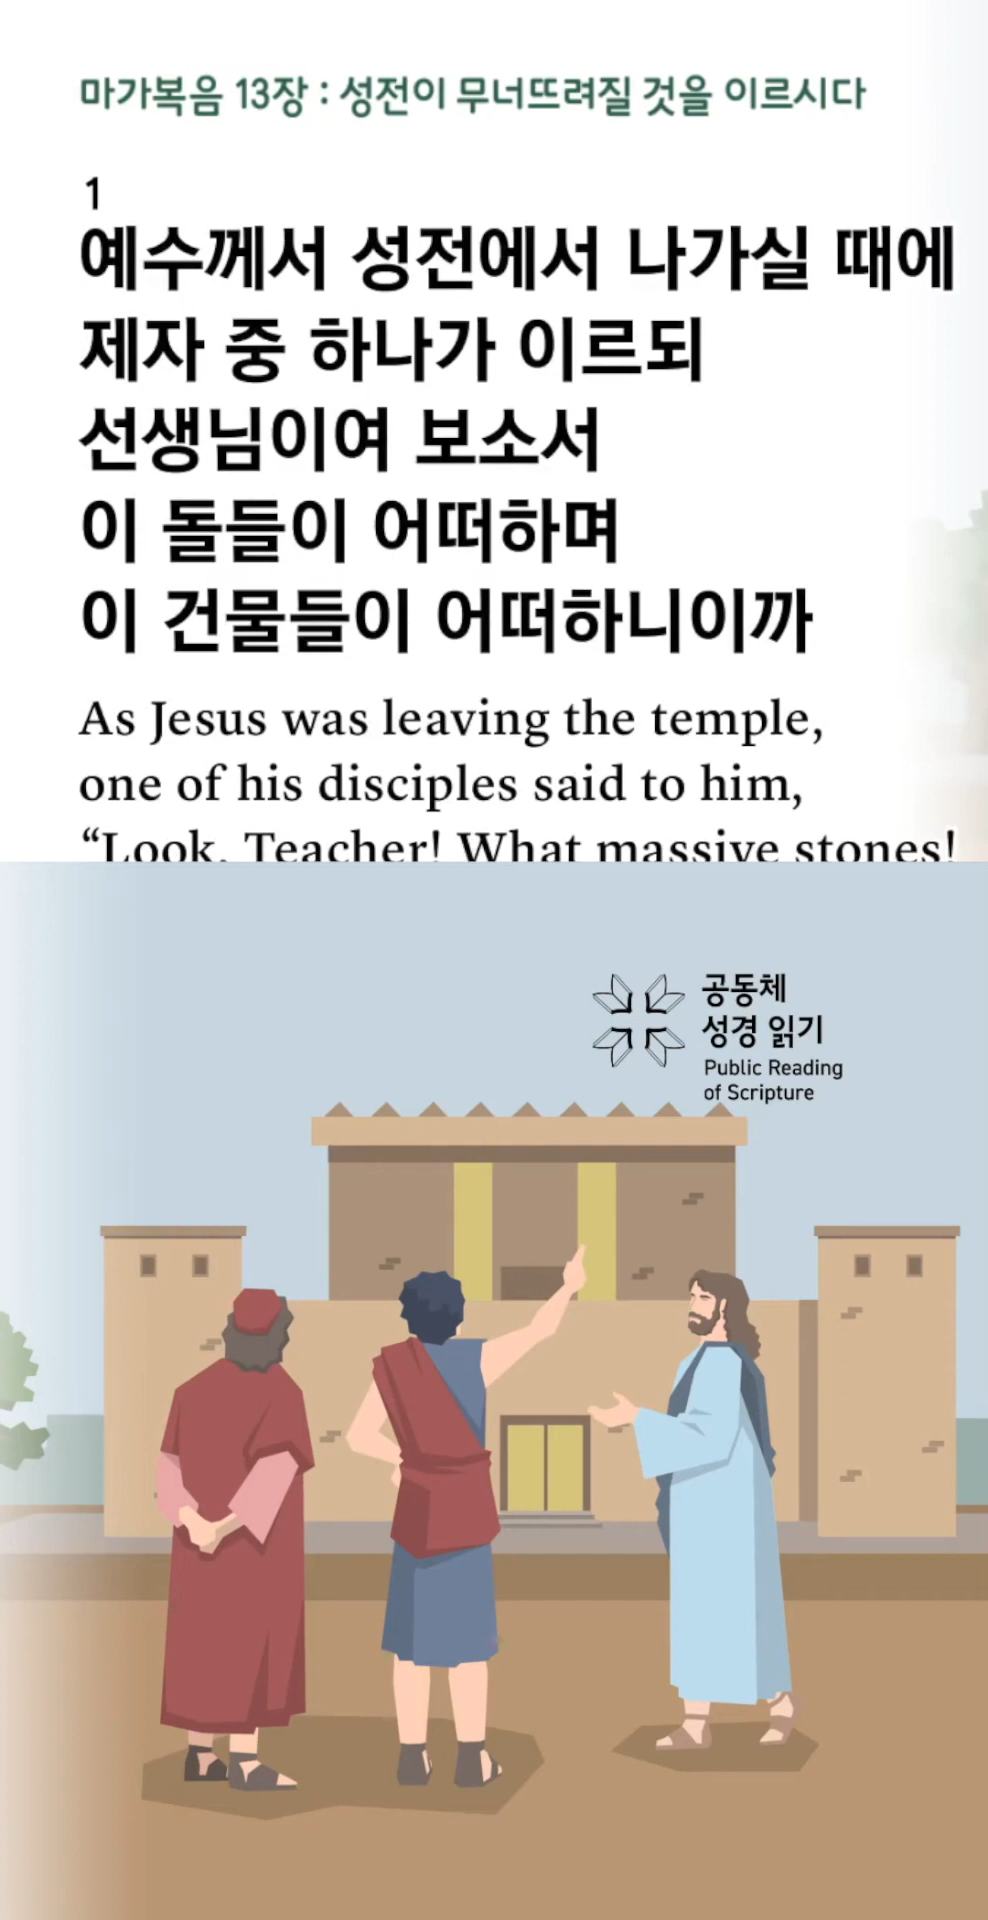 마가복음 13장 : 성전이 무너뜨려질 것을 이르시다
1
예수께서 성전에서 나가실 때에
제자 중 하나가 이르되
선생님이여 보소서
이 돌들이 어떠하며
이 건물들이 어떠하니이까
As Jesus was leaving the temple,
one of his disciples said to him,
“Look, Teacher! What massive stones!
공동체
성경 읽기
Public Reading
of Scripture